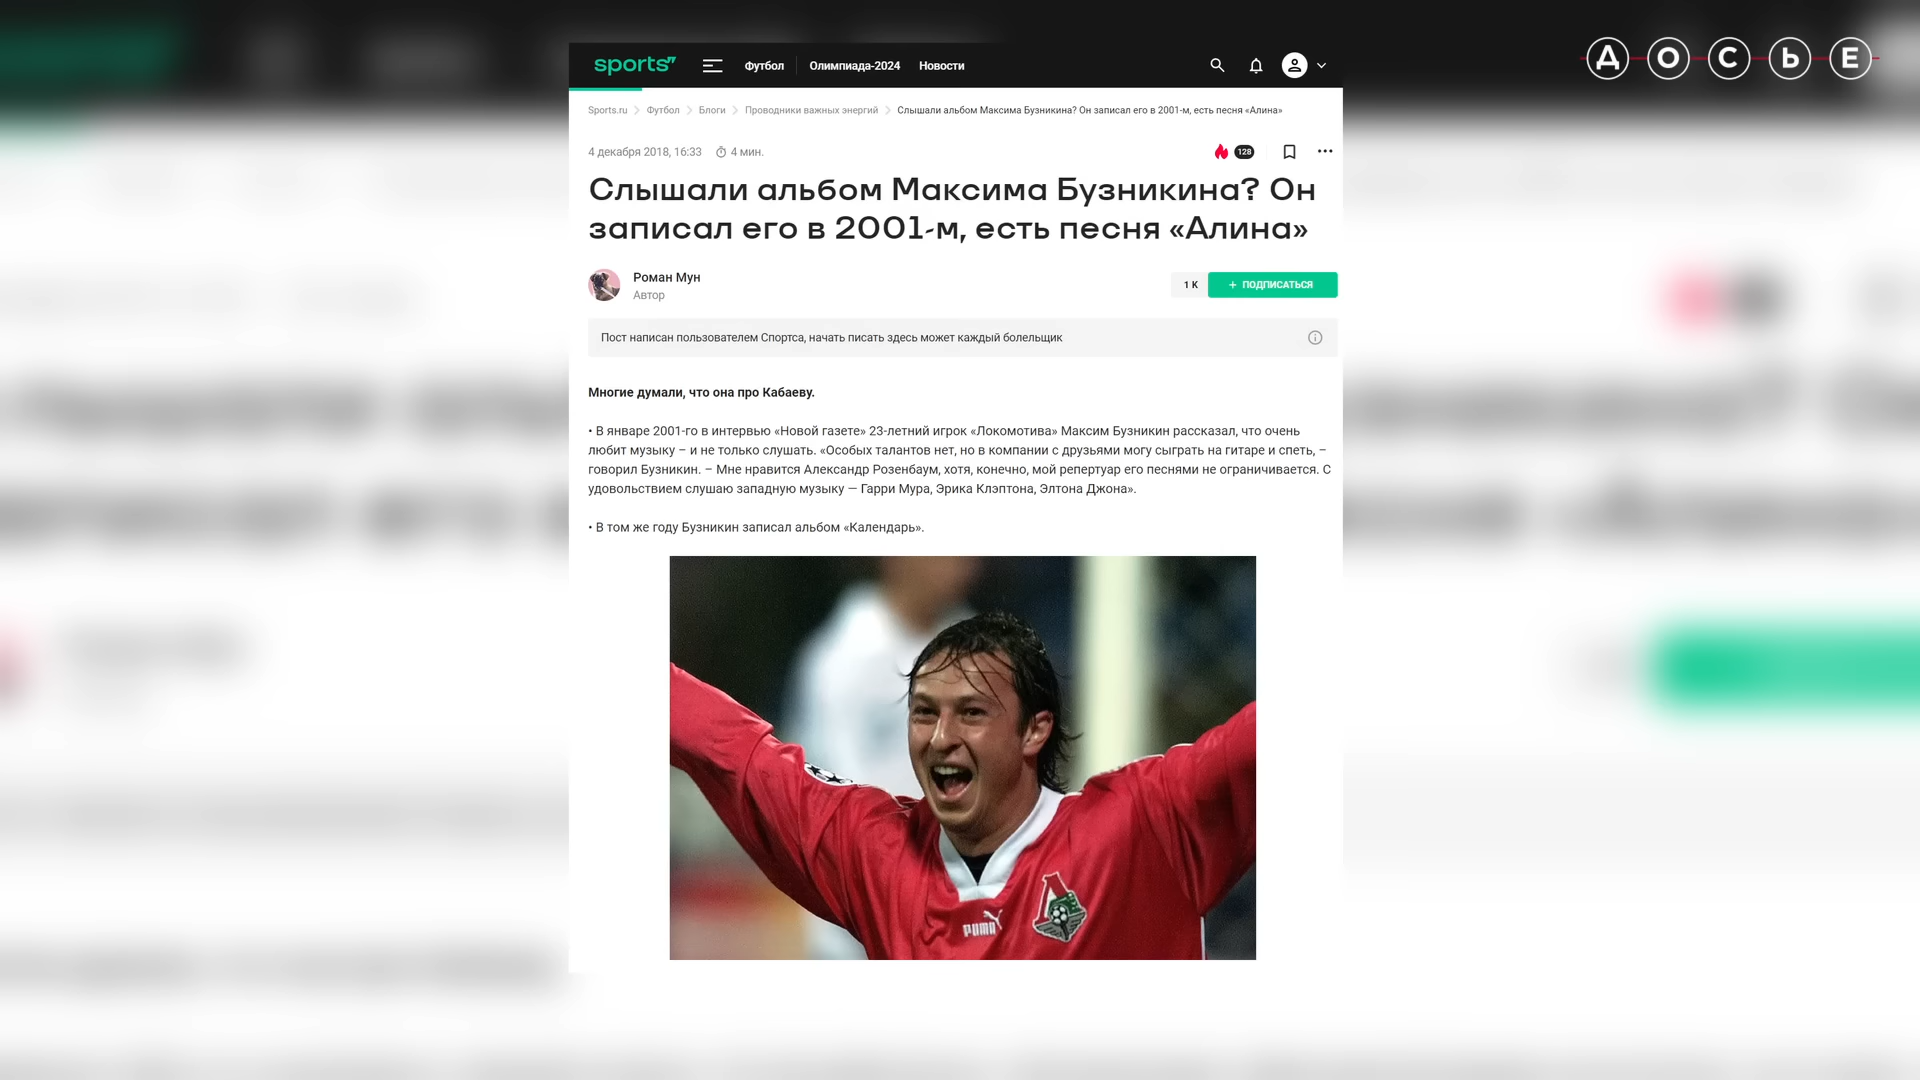 ДОСЬЕ
sports"
Футбол Олимпиада-2024 Новости
Sports.ru Футбол Блоги Проводники важных энергий Слышали альбом Максима Бузникина? Он записал его в 2001-м, есть песня «Алина»
4 декабря 2018, 16:33 4 мин. 128
Слышали альбом Максима Бузникина? Он
записал его в 2001-м, есть песня «Алина»
Роман Мун
Автор
1 K + ПОДПИСАТЬСЯ
Пост написан пользователем Спортса, начать писать здесь может каждый болельщик
Многие думали, что она про Кабаеву.
• В январе 2001-го в интервью «Новой газете» 23-летний игрок «Локомотива» Максим Бузникин рассказал, что очень
любит музыку – и не только слушать. «Особых талантов нет, но в компании с друзьями могу сыграть на гитаре и спеть, –
говорил Бузникин. – Мне нравится Александр Розенбаум, хотя, конечно, мой репертуар его песнями не ограничивается. С
удовольствием слушаю западную музыку — Гарри Мура, Эрика Клэптона, Элтона Джона».
• В том же году Бузникин записал альбом «Календарь».
PUMA